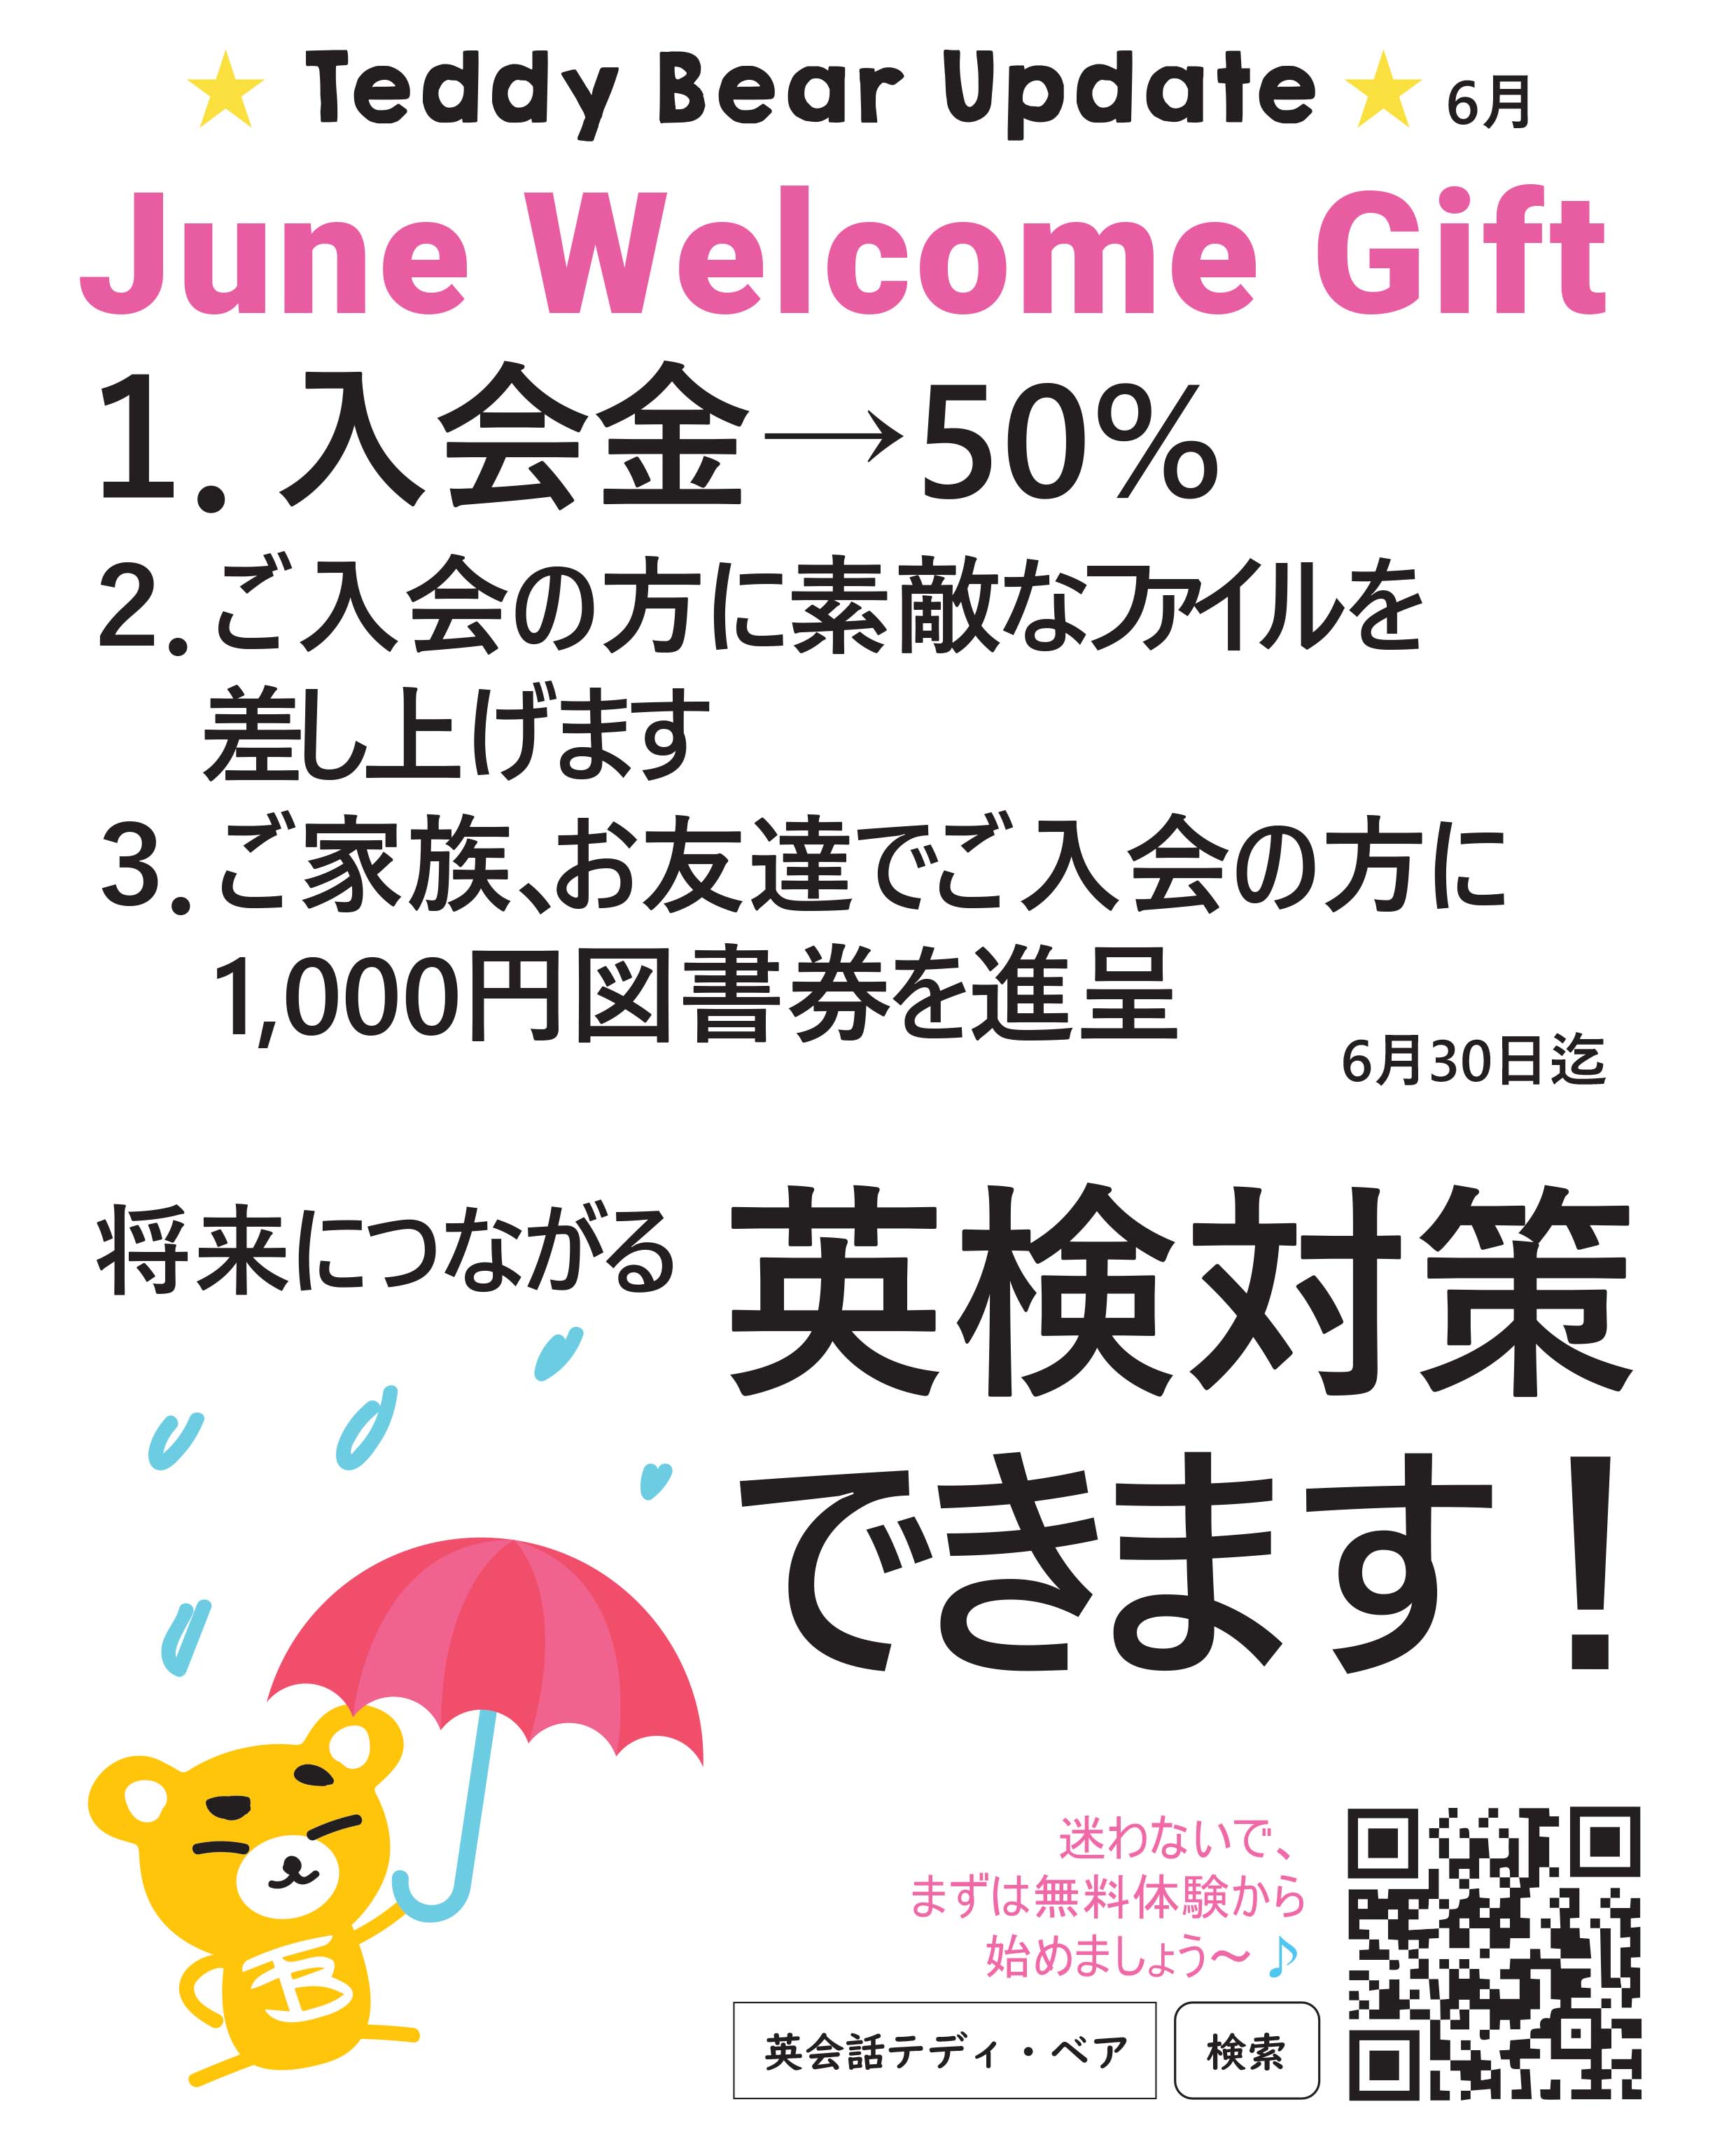 ★ Teddy Bear Update ★ 6月
June Welcome Gift
1. 入会金→50%
2. ご入会の方に素敵なファイルを
差し上げます
3. ご家族、お友達でご入会の方に
1,000円図書券を進呈
6月30日迄
将来につながる 英検対策
できます！
迷わないで、
まずは無料体験から
始めましょう～♪
英会話テディ・ベア 検索